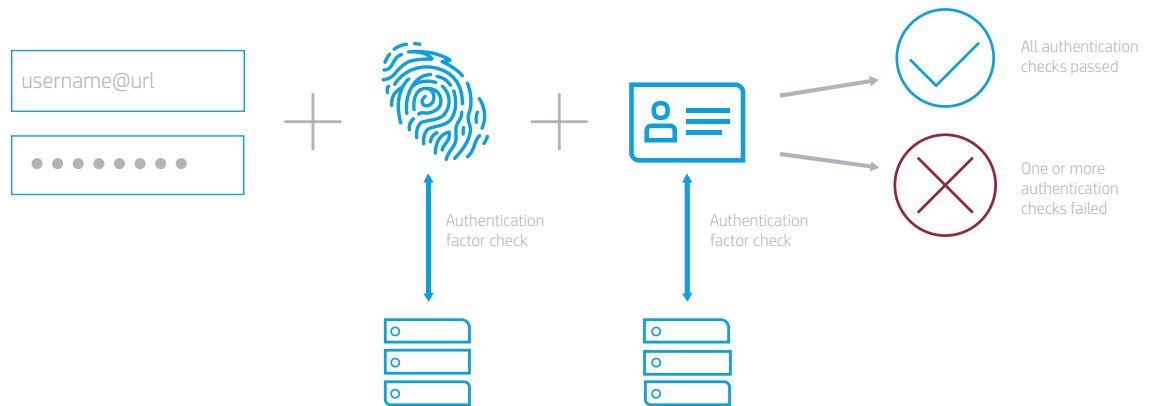 username@url
All authentication
checks passed
One or more
authentication
checks failed
Authentication
factor check
Authentication
factor check